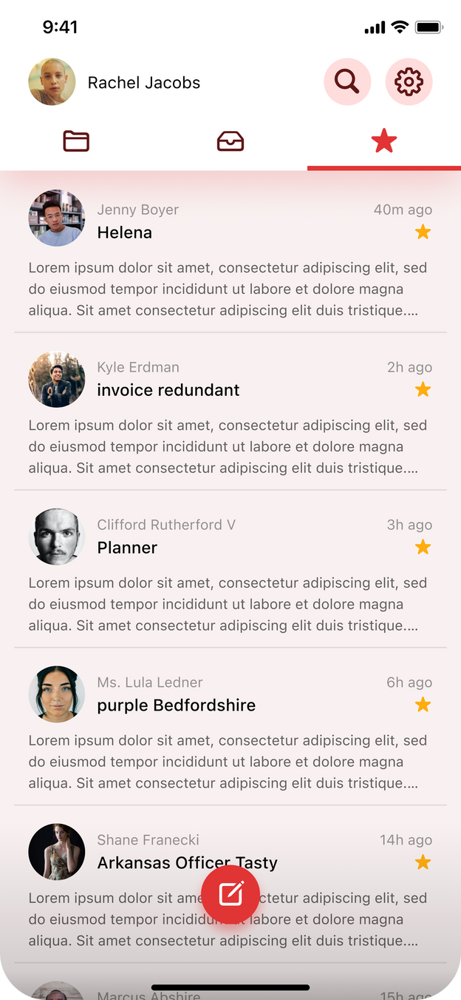 9:41
Rachel Jacobs
Jenny Boyer
40m ago
Helena
Lorem ipsum dolor sit amet, consectetur adipiscing elit, sed
do eiusmod tempor incididunt ut labore et dolore magna
aliqua. Sit amet consectetur adipiscing elit duis tristique....
Kyle Erdman
2h ago
invoice redundant
Lorem ipsum dolor sit amet, consectetur adipiscing elit, sed
do eiusmod tempor incididunt ut labore et dolore magna
aliqua. Sit amet consectetur adipiscing elit duis tristique....
Clifford Rutherford V
3h ago
Planner
Lorem ipsum dolor sit amet, consectetur adipiscing elit, sed
do eiusmod tempor incididunt ut labore et dolore magna
aliqua. Sit amet consectetur adipiscing elit duis tristique....
Ms. Lula Ledner
6h ago
purple Bedfordshire
Lorem ipsum dolor sit amet, consectetur adipiscing elit, sed
do eiusmod tempor incididunt ut labore et dolore magna
aliqua. Sit amet consectetur adipiscing elit duis tristique....
Shane Franecki
14h ago
Arkansas Officer Tasty
Lorem ipsum dolor sit adipiscing elit, sed
do eiusmod tempor labore et dolore magna
aliqua. Sit amet consectetur adipiscing elit duis tristique....
Marcus Abshire
15h ago